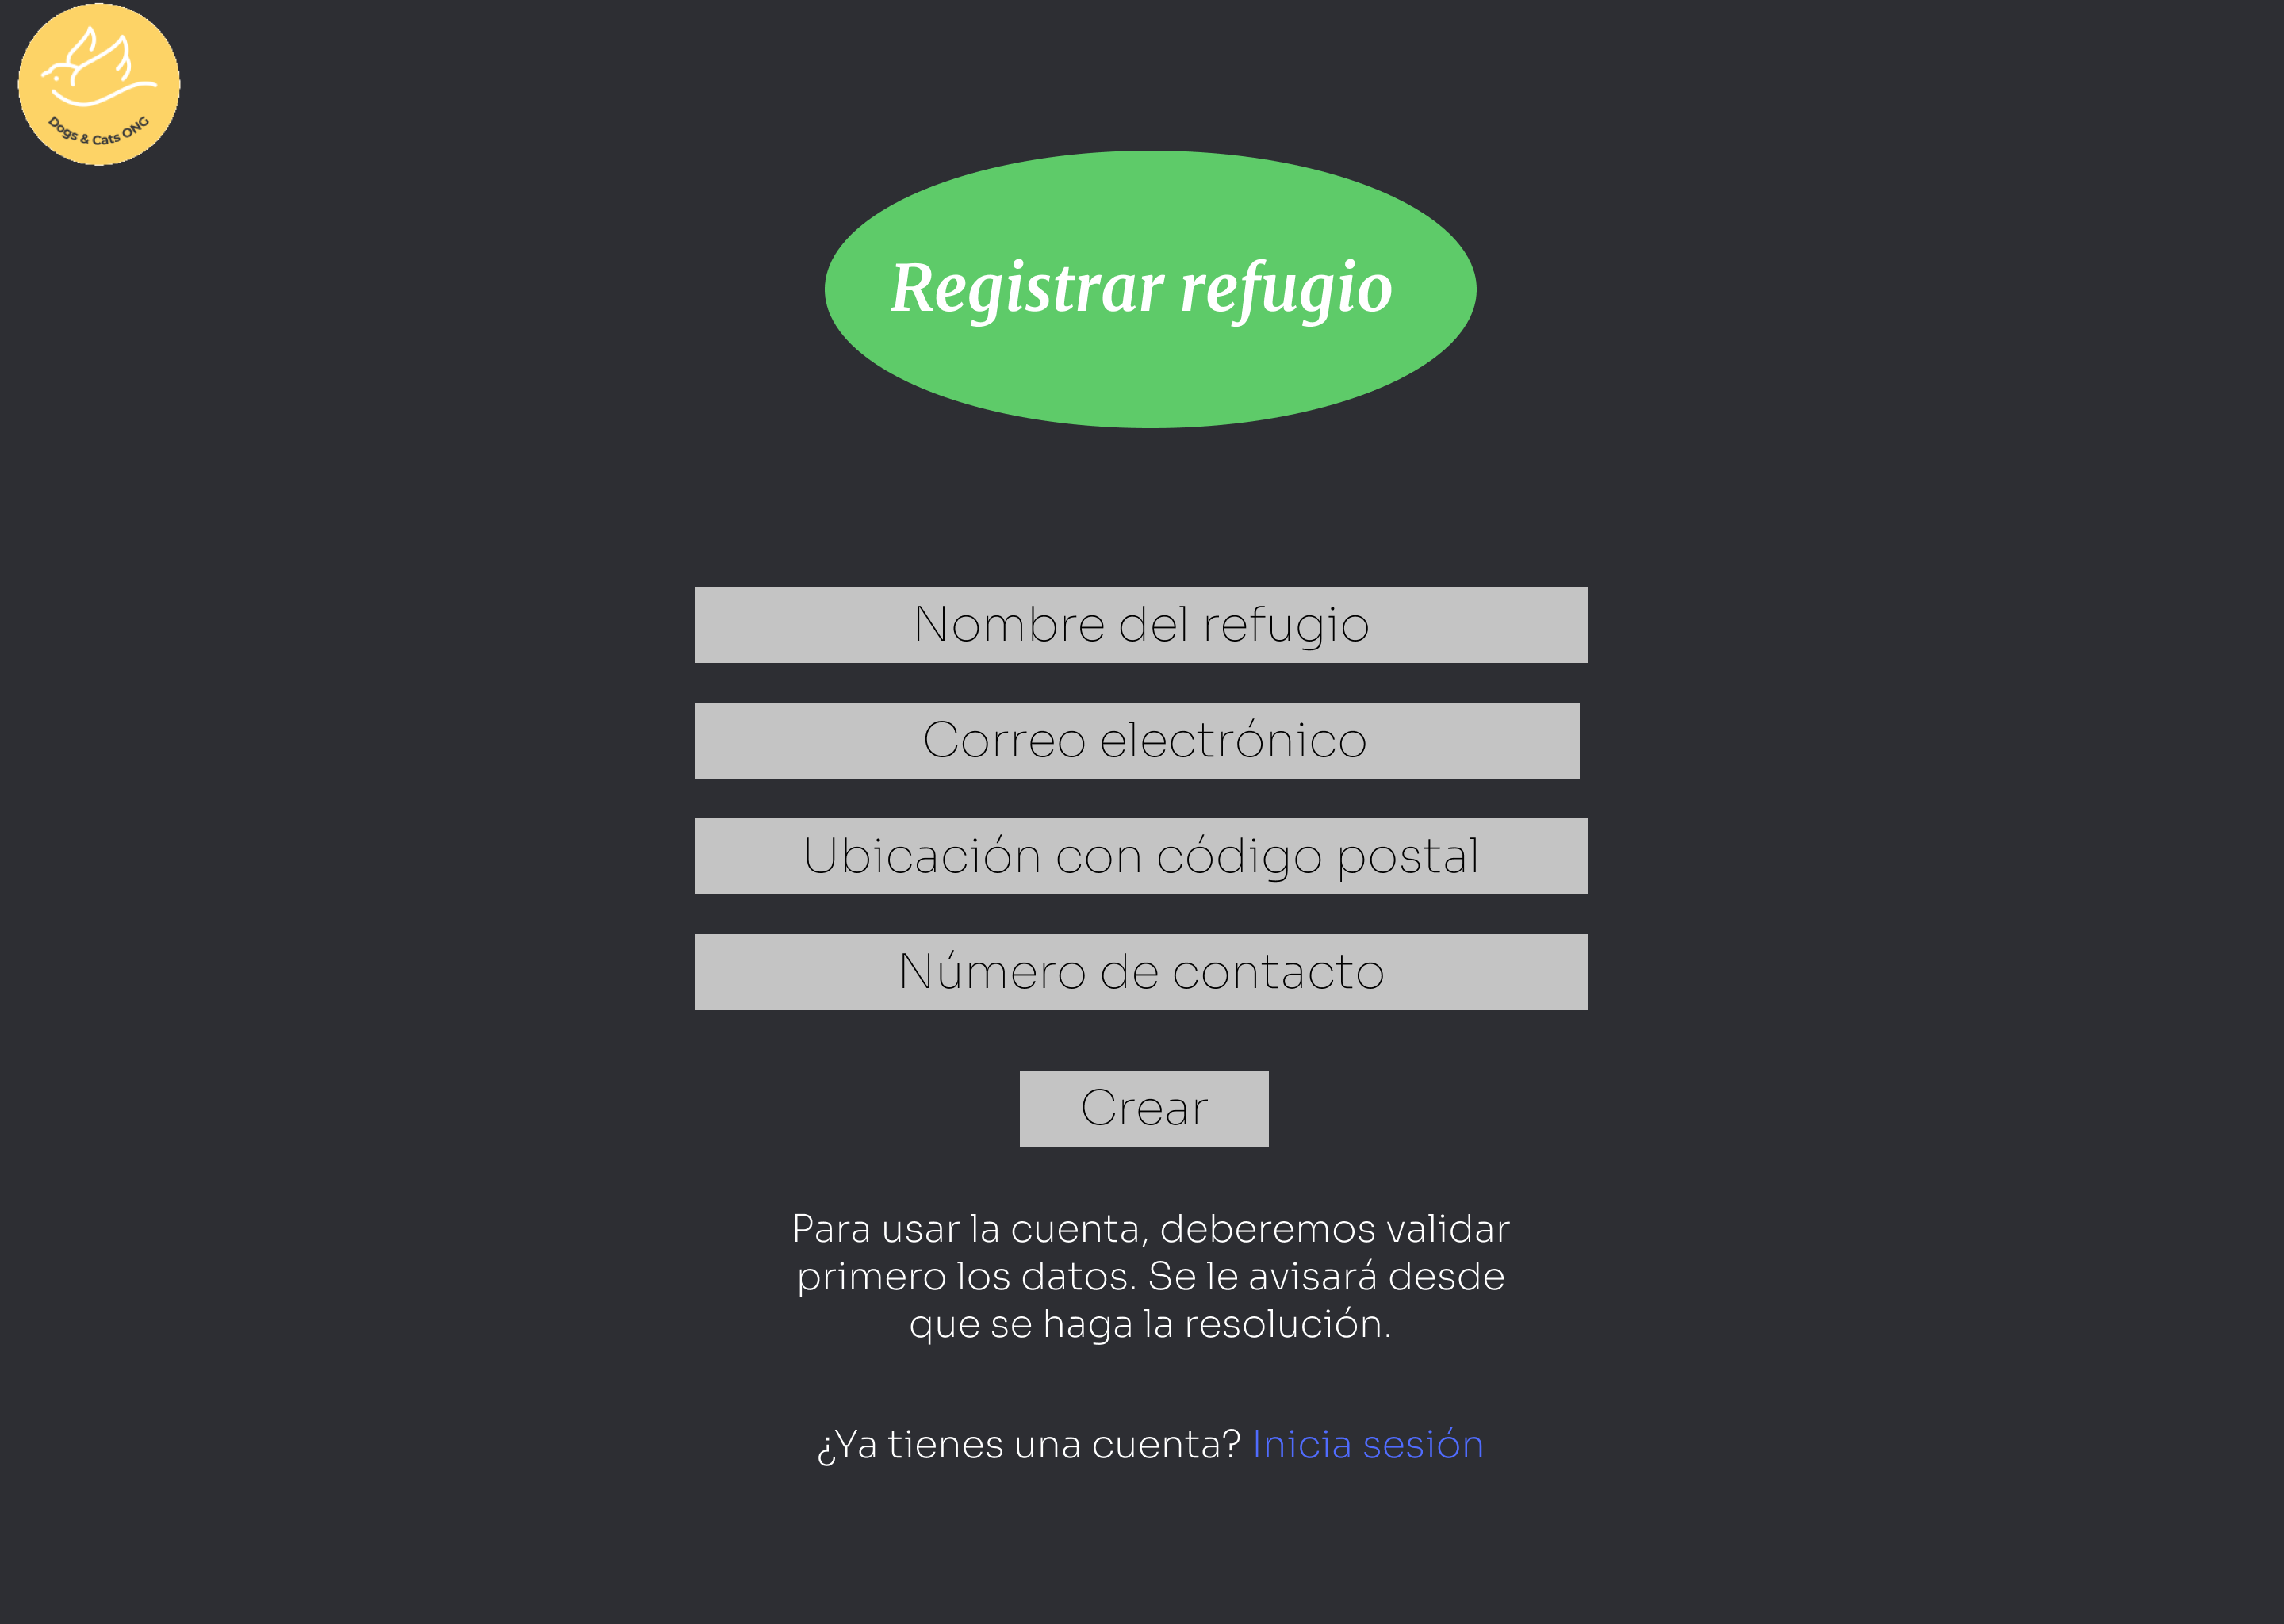 Dogs & Cats ONG
Registrar refugio
Nombre del refugio
Correo electrónico
Ubicación con código postal
Número de contacto
Crear
Para usar la cuenta, deberemos validar
primero los datos. Se le avisará desde
que se haga la resolución.
¿Ya tienes una cuenta? Inicia sesión